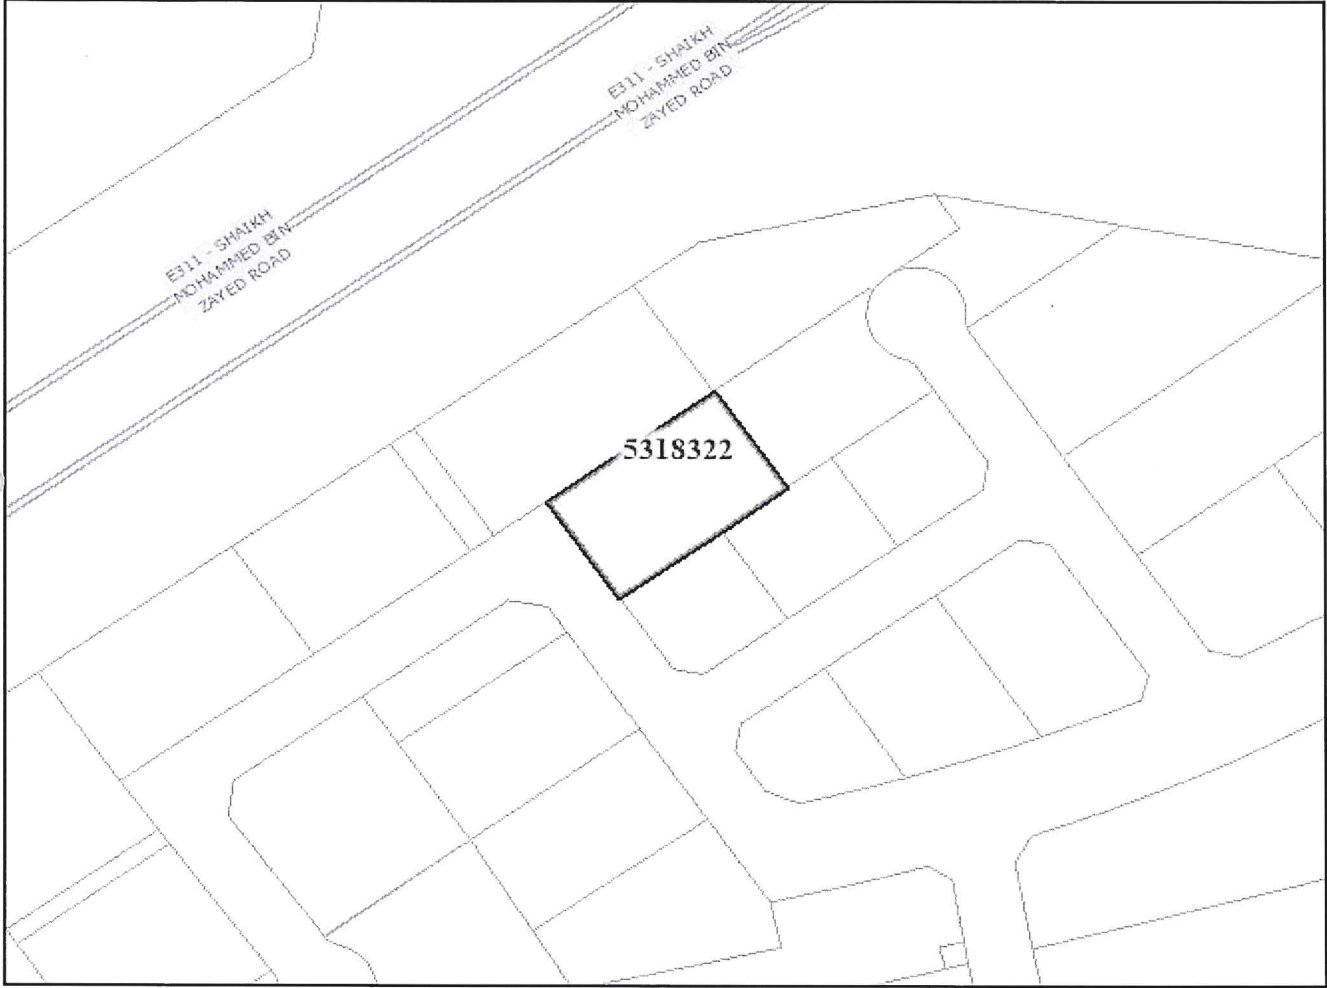 E311 - SHAIKH
MOHAMMED BIN
ZAYED ROAD
E311 - SHAIKH
MOHAMMED BIN
ZAYED ROAD
5318322